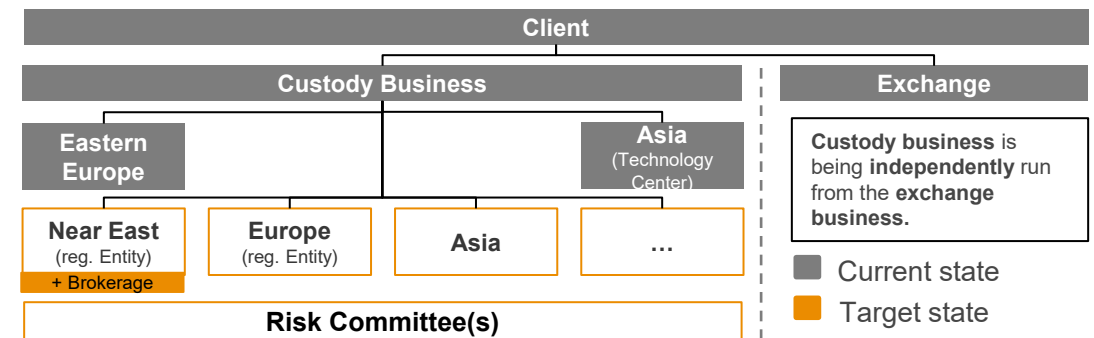 Client
Custody Business
Exchange
Eastern
Europe
Asia
(Technology
Center)
Custody business is
being independently run
from the exchange
business.
Near East
(reg. Entity)
+ Brokerage
Europe
(reg. Entity)
Asia
…
Current state
Target state
Risk Committee(s)